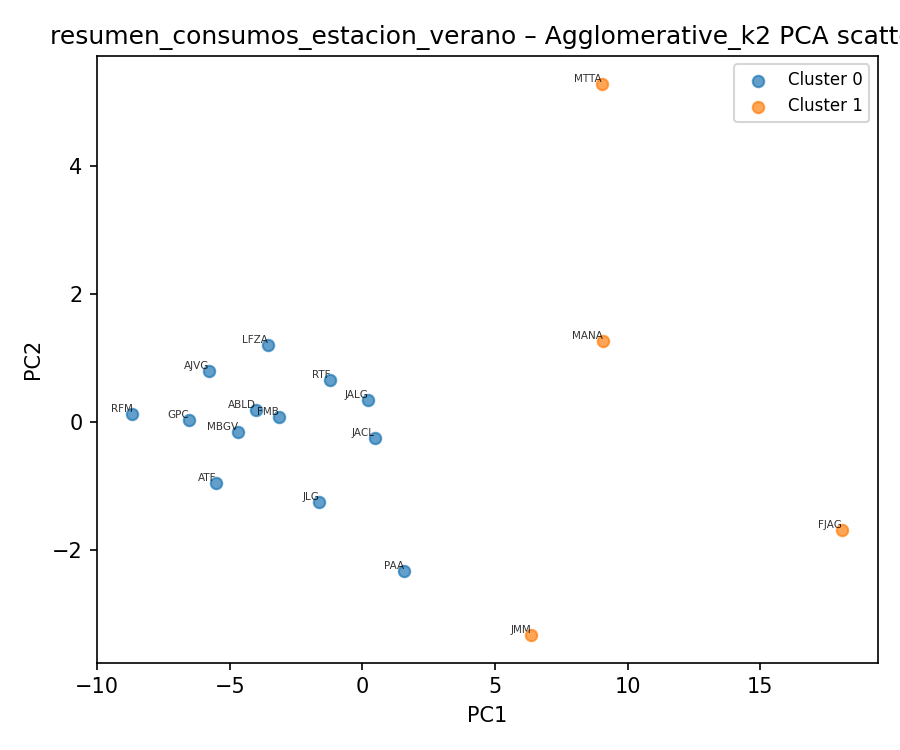 resumen_consumos_estacion_verano – Agglomerative_k2 PCA scatt
Cluster 0
Cluster 1
MTTA
MANA
LFZA
AJVG
RTF
JALG
RFM
GPC
ABLD
FMB
MBGV
JACL
ATF
JLG
FJAG
PAA
JMM
4
2
0
−2
PC2
−10
−5
0
5
10
15
PC1